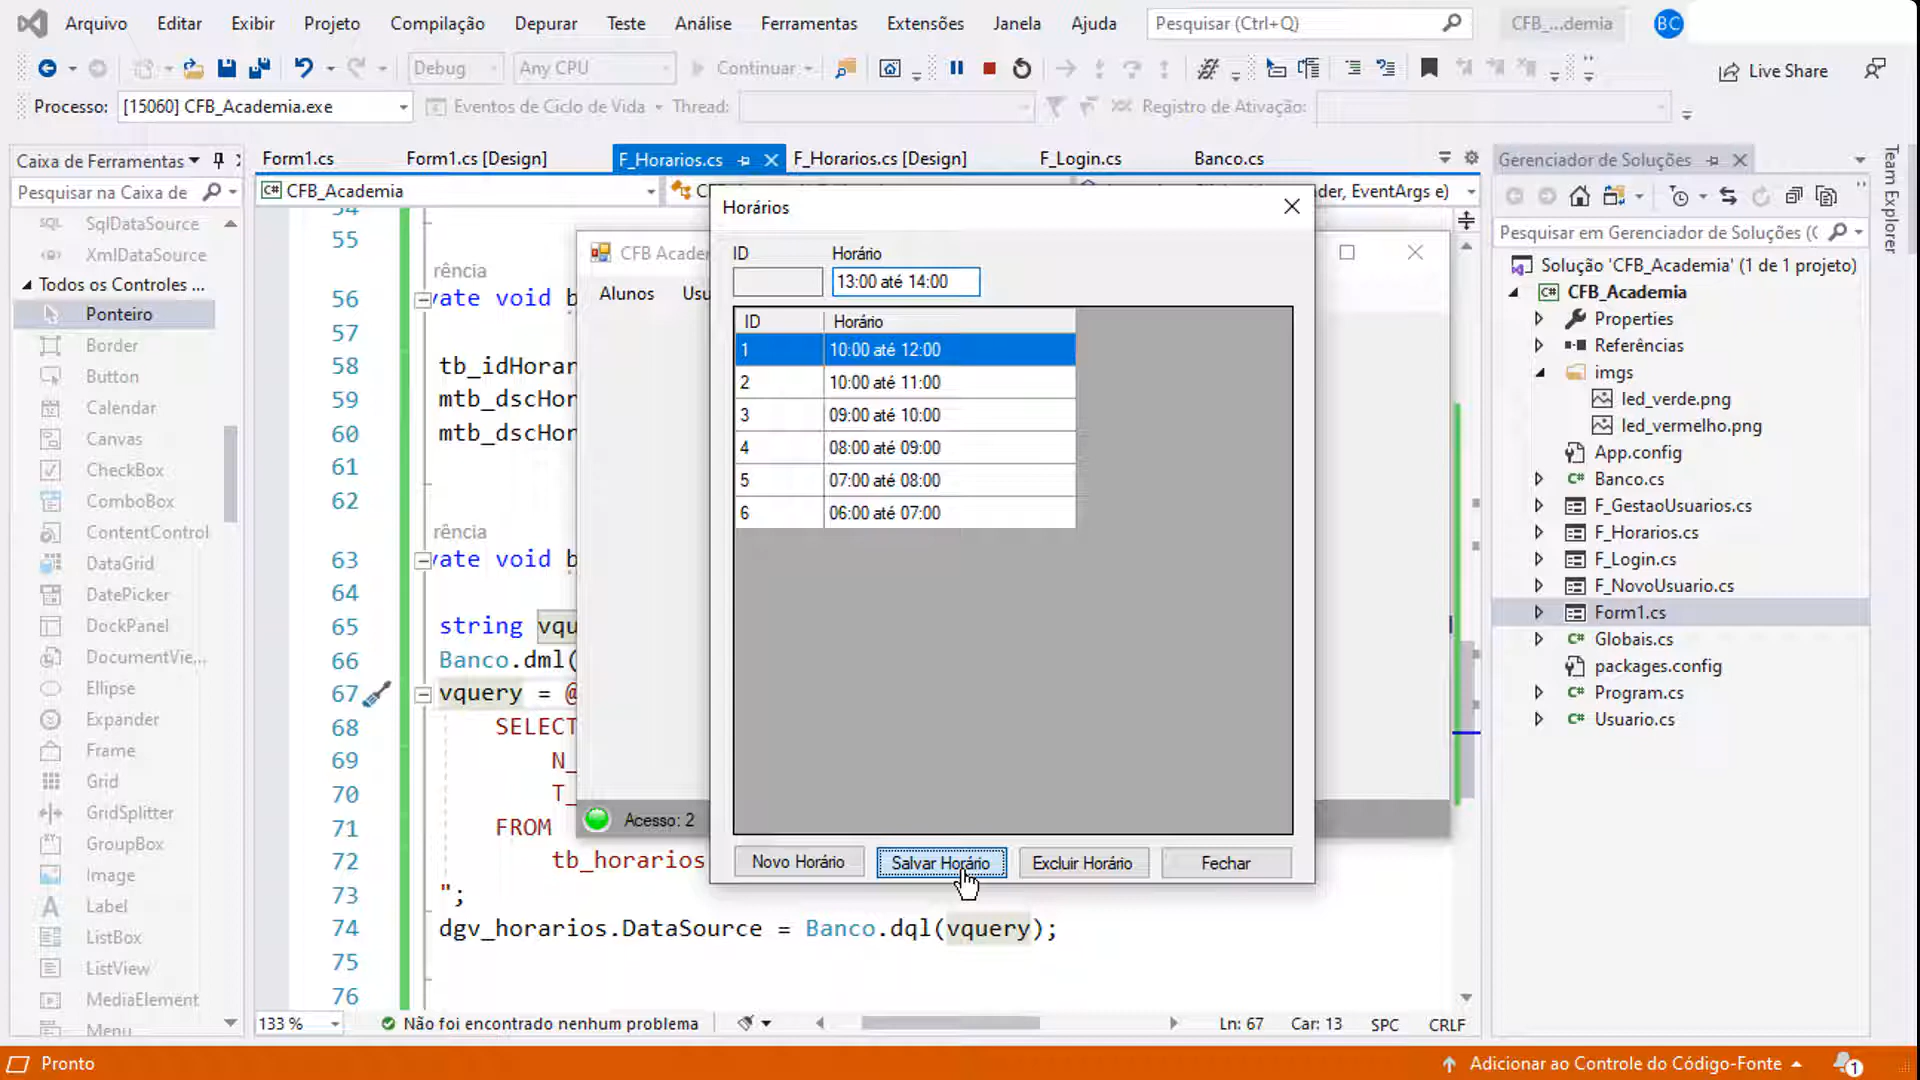 Arquivo Editar Exibir Projeto Compilação Depurar Teste Análise Ferramentas Extensões Janela Ajuda Pesquisar (Ctrl+Q) CFB_...demia BC
Debug Any CPU Continuar Live Share
Processo: [15060] CFB_Academia.exe Eventos de Ciclo de Vida Thread: Registro de Ativação:
Caixa de Ferramentas
Pesquisar na Caixa de
SqlDataSource
XmlDataSource
Todos os Controles ...
Ponteiro
Border
Button
Calendar
Canvas
CheckBox
ComboBox
ContentControl
DataGrid
DatePicker
DockPanel
DocumentVie...
Ellipse
Expander
Frame
Grid
GridSplitter
GroupBox
Image
Label
ListBox
ListView
MediaElement
Menu
Form1.cs Form1.cs [Design] F_Horarios.cs F_Horarios.cs [Design] F_Login.cs Banco.cs
CFB_Academia
der, EventArgs e)
54
55
rência
56 vate void b
57
58 tb_idHorar
59 mtb_dscHor
60 mtb_dscHor
61
62
rência
63 vate void b
64
65 string vqu
66 Banco.dml(
67 vquery = @
68 SELECT
69 N_
70 T_
71 FROM
72 tb_horarios
73 ";
74 dgv_horarios.DataSource = Banco.dql(vquery);
75
76
CFB Acader
Alunos Usu
Acesso: 2
Horários
ID Horário
13:00 até 14:00
ID Horário
1 10:00 até 12:00
2 10:00 até 11:00
3 09:00 até 10:00
4 08:00 até 09:00
5 07:00 até 08:00
6 06:00 até 07:00
Novo Horário Salvar Horário Excluir Horário Fechar
133 % Não foi encontrado nenhum problema Ln: 67 Car: 13 SPC CRLF
Gerenciador de Soluções
Pesquisar em Gerenciador de Soluções (
Solução 'CFB_Academia' (1 de 1 projeto)
CFB_Academia
Properties
Referências
imgs
led_verde.png
led_vermelho.png
App.config
Banco.cs
F_GestaoUsuarios.cs
F_Horarios.cs
F_Login.cs
F_NovoUsuario.cs
Form1.cs
Globais.cs
packages.config
Program.cs
Usuario.cs
Team Explorer
Pronto Adicionar ao Controle do Código-Fonte 1